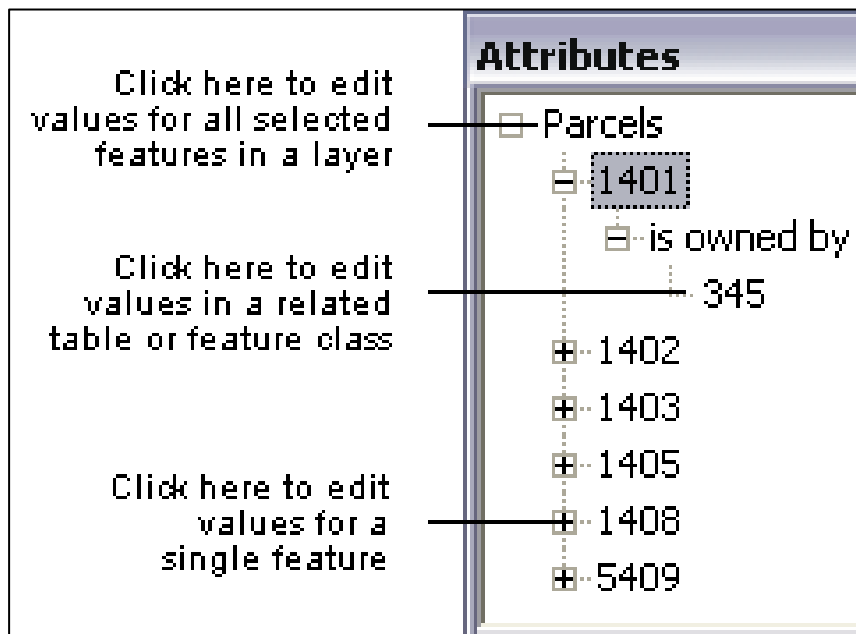 Attributes
Click here to edit
values for all selected
features in a layer
Parcels
1401
is owned by
Click here to edit
values in a related
table or feature class
345
1402
1403
1405
Click here to edit
values for a
single feature
1408
5409